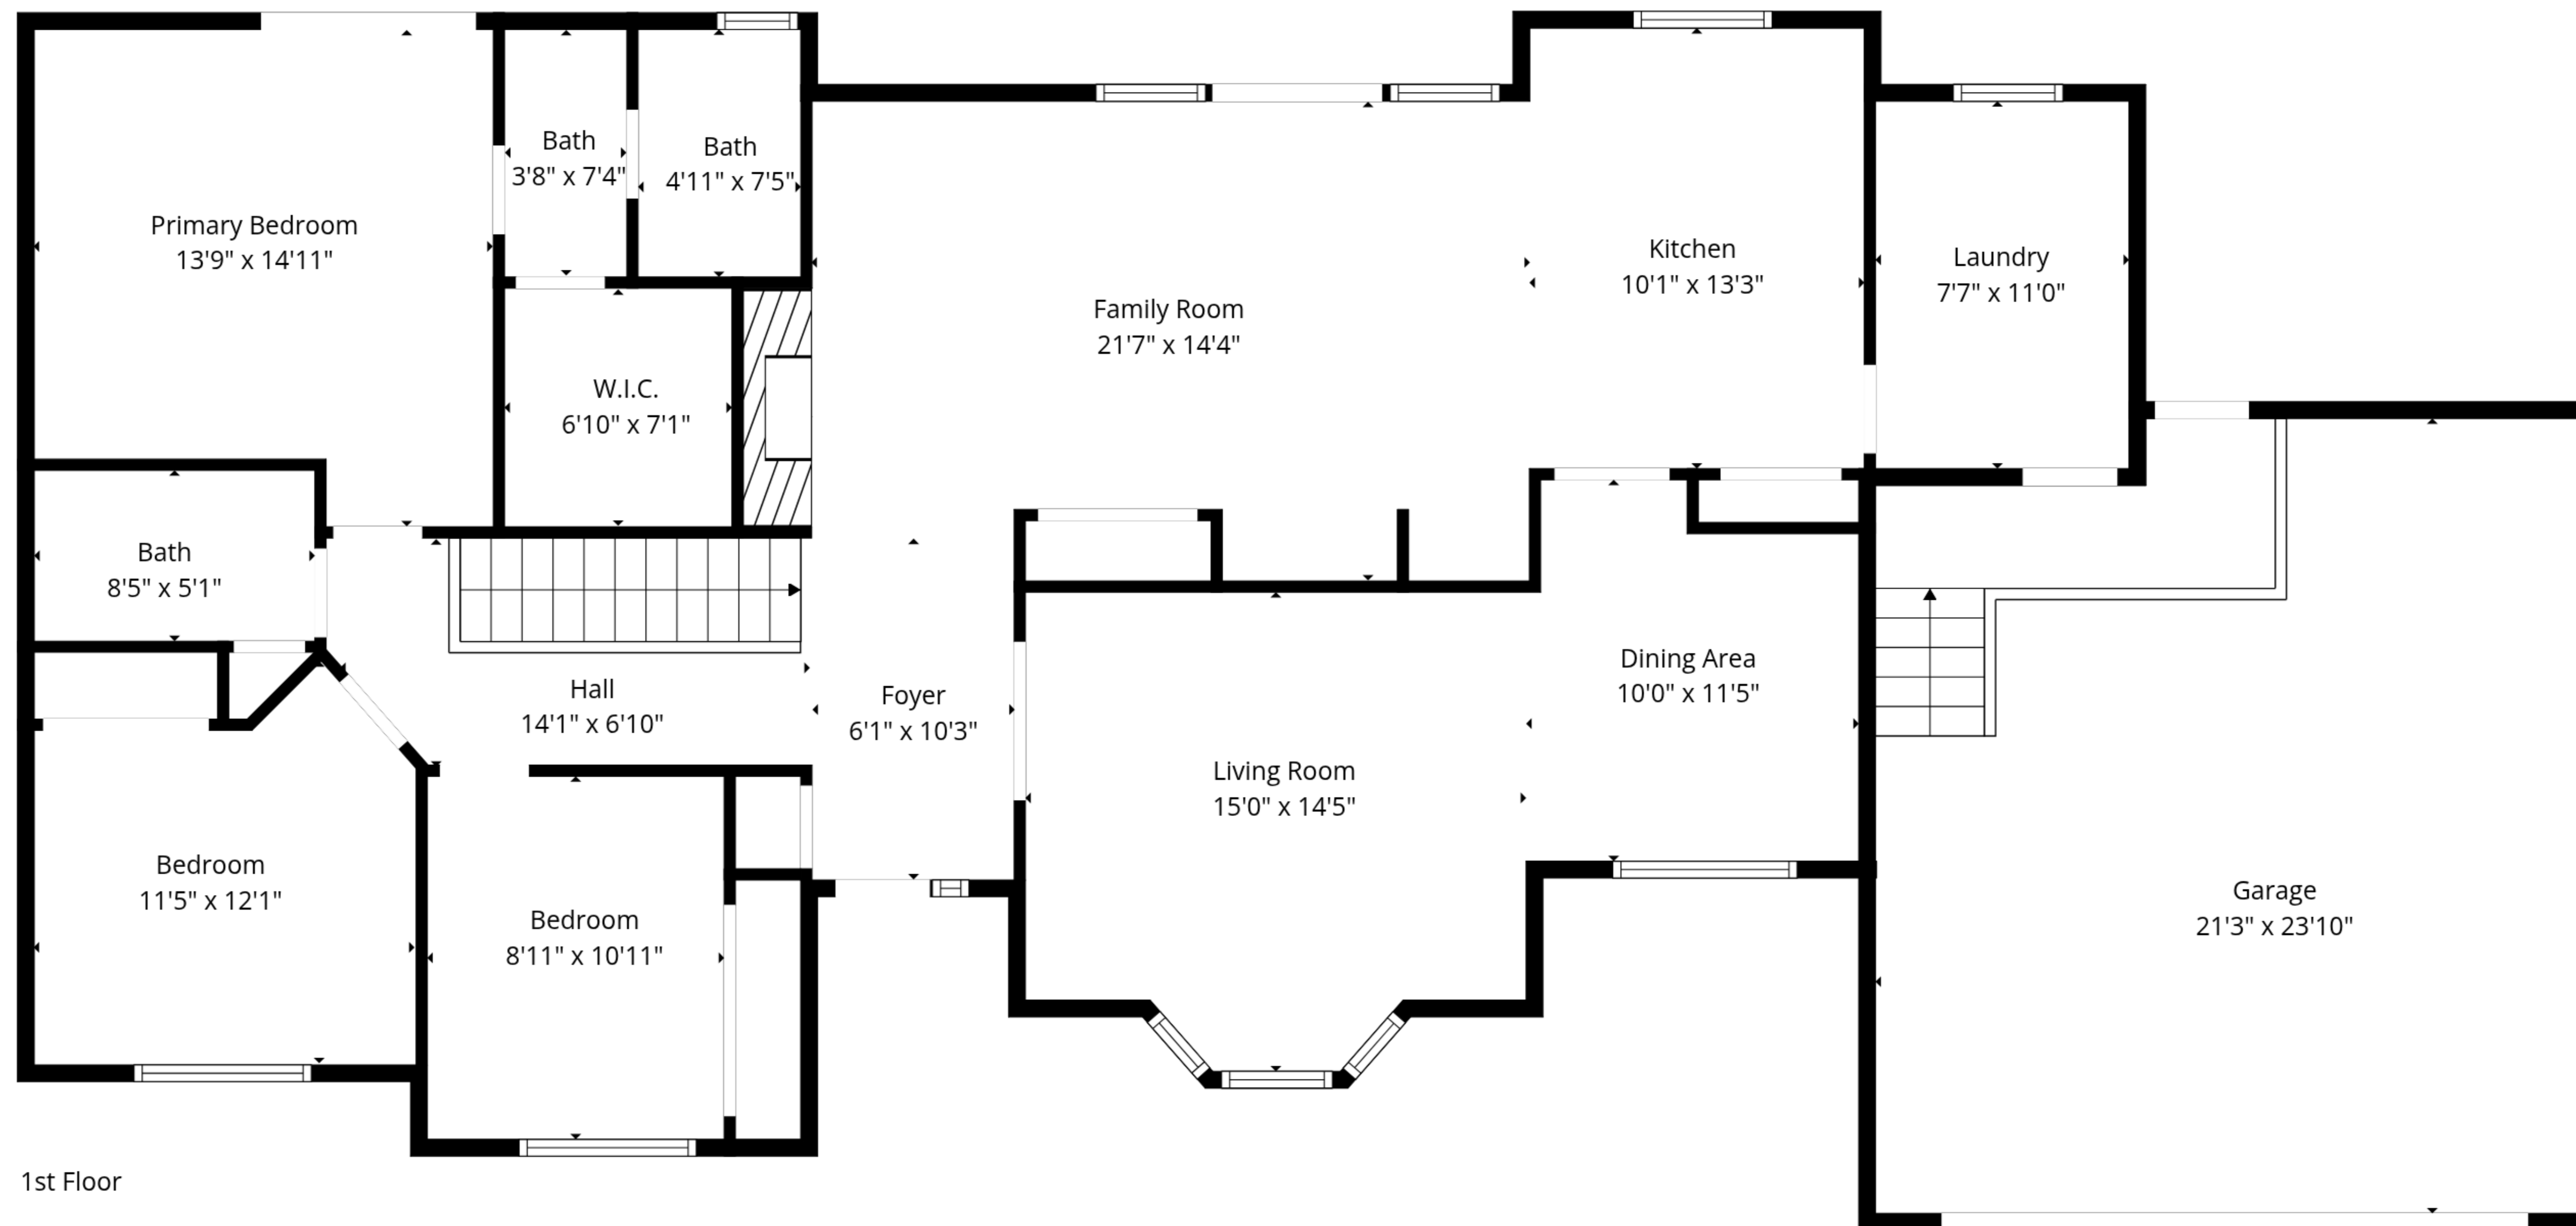 Bath
3'8" x 7'4"
Bath
4'11" x 7'5"
Primary Bedroom
13'9" x 14'11"
Kitchen
10'1" x 13'3"
Laundry
7'7" x 11'0"
Family Room
21'7" x 14'4"
W.I.C.
6'10" x 7'1"
Bath
8'5" x 5'1"
Hall
14'1" x 6'10"
Foyer
6'1" x 10'3"
Dining Area
10'0" x 11'5"
Living Room
15'0" x 14'5"
Bedroom
11'5" x 12'1"
Bedroom
8'11" x 10'11"
Garage
21'3" x 23'10"
1st Floor